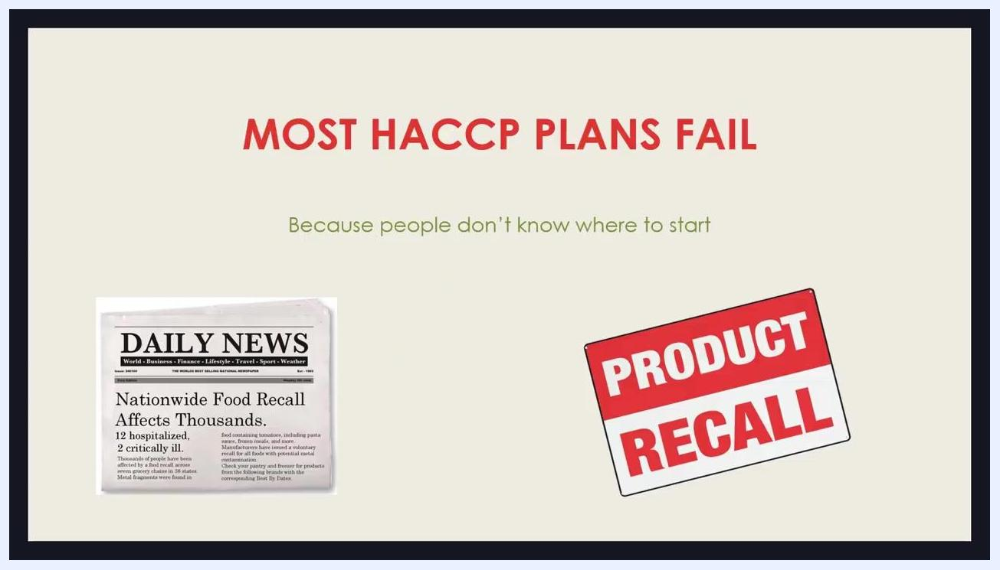 MOST HACCP PLANS FAIL
Because people don't know where to start
DAILY NEWS
World - Business - Finance - Lifestyle - Travel - Sport - Weather
Issue: 240104 THE WORLDS BEST SELLING NATIONAL NEWSPAPER Est - 1965
First Edition
Nationwide Food Recall
Affects Thousands.
12 hospitalized,
2 critically ill.
Thousands of people have been
affected by a food recall across
seven grocery chains in 38 states.
Metal fragments were found in
food containing tomatoes, including pasta
sauce, frozen meals, and more.
Manufacturers have issued a voluntary
recall for all foods with potential metal
contamination.
Check your pantry and freezer for products
from the following brands with the
corresponding Best By Dates.
PRODUCT
RECALL